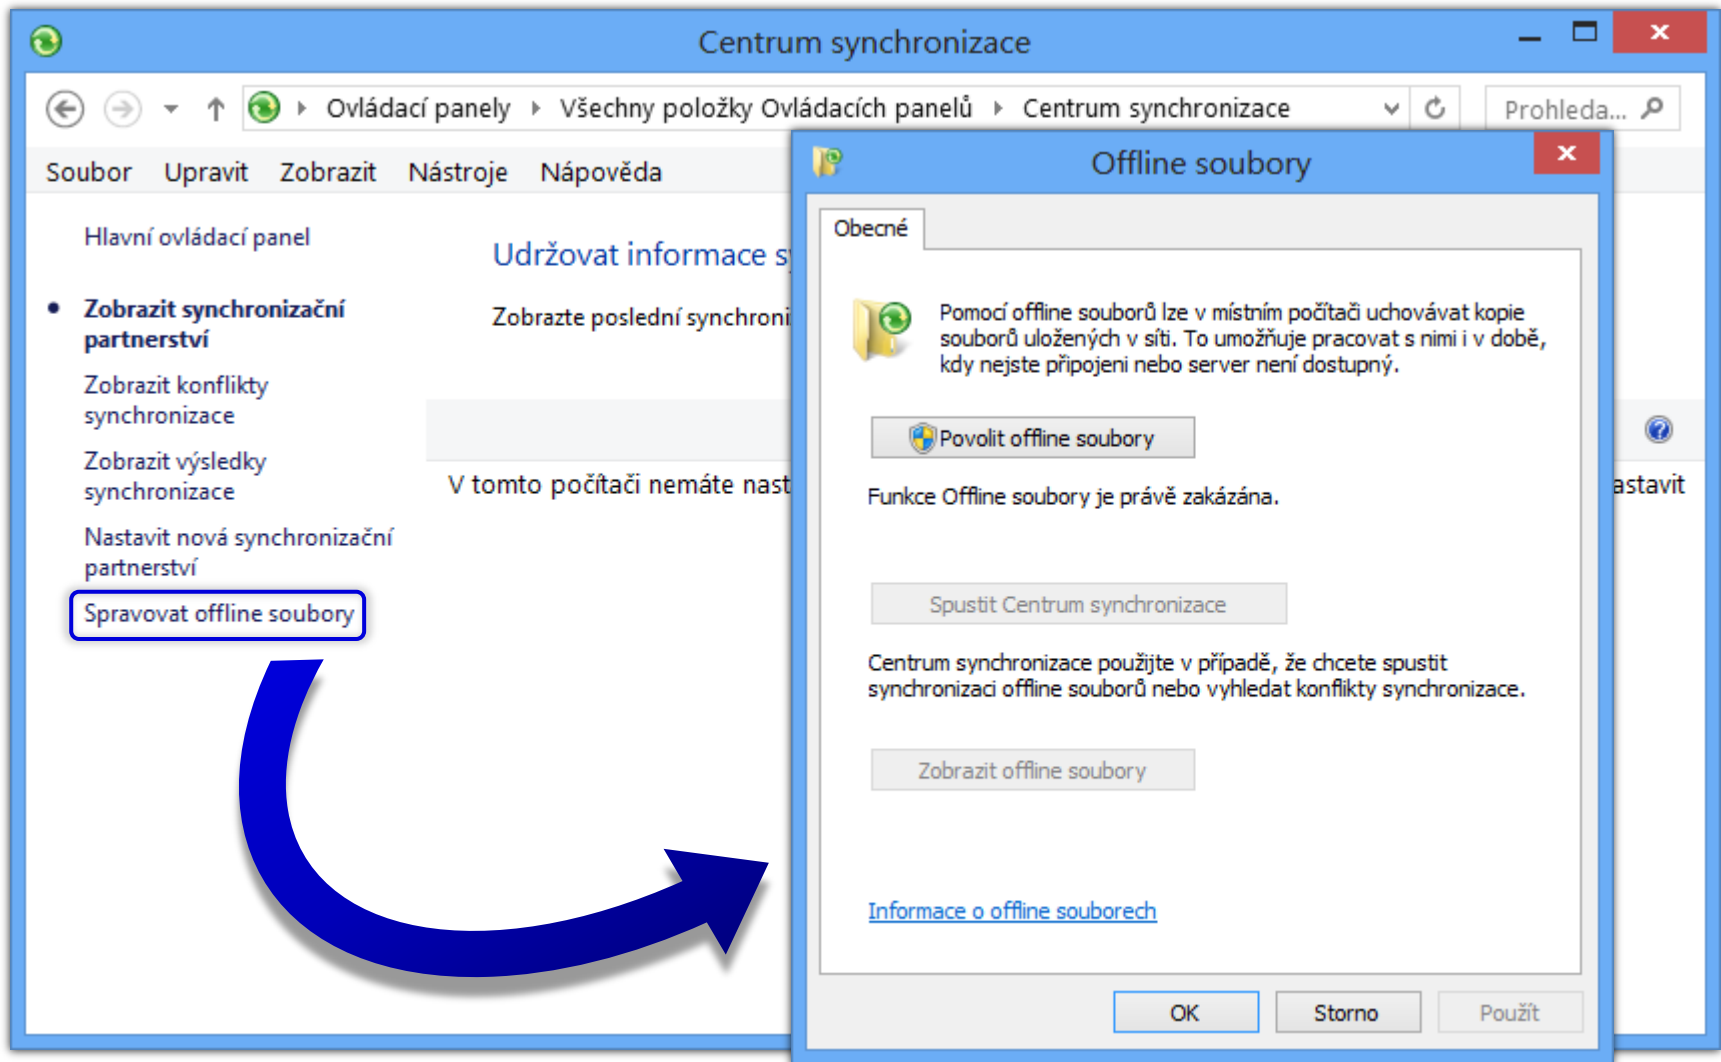 Centrum synchronizace
Ovládací panely
Všechny položky Ovládacích panelů
Centrum synchronizace
Prohleda...
Soubor Upravit Zobrazit Nástroje Nápověda
Hlavní ovládací panel
Zobrazit synchronizační
partnerství
Zobrazit konflikty
synchronizace
Zobrazit výsledky
synchronizace
Nastavit nová synchronizační
partnerství
Spravovat offline soubory
Udržovat informace
Zobrazte poslední
V tomto počítači nemáte
Offline soubory
Obecné
Pomocí offline souborů lze v místním počítači uchovávat kopie
souborů uložených v síti. To umožňuje pracovat s nimi i v době,
kdy nejste připojeni nebo server není dostupný.
Povolit offline soubory
Funkce Offline soubory je právě zakázána.
Spustit Centrum synchronizace
Centrum synchronizace použijte v případě, že chcete spustit
synchronizaci offline souborů nebo vyhledat konflikty synchronizace.
Zobrazit offline soubory
Informace o offline souborech
OK
Storno
Použít